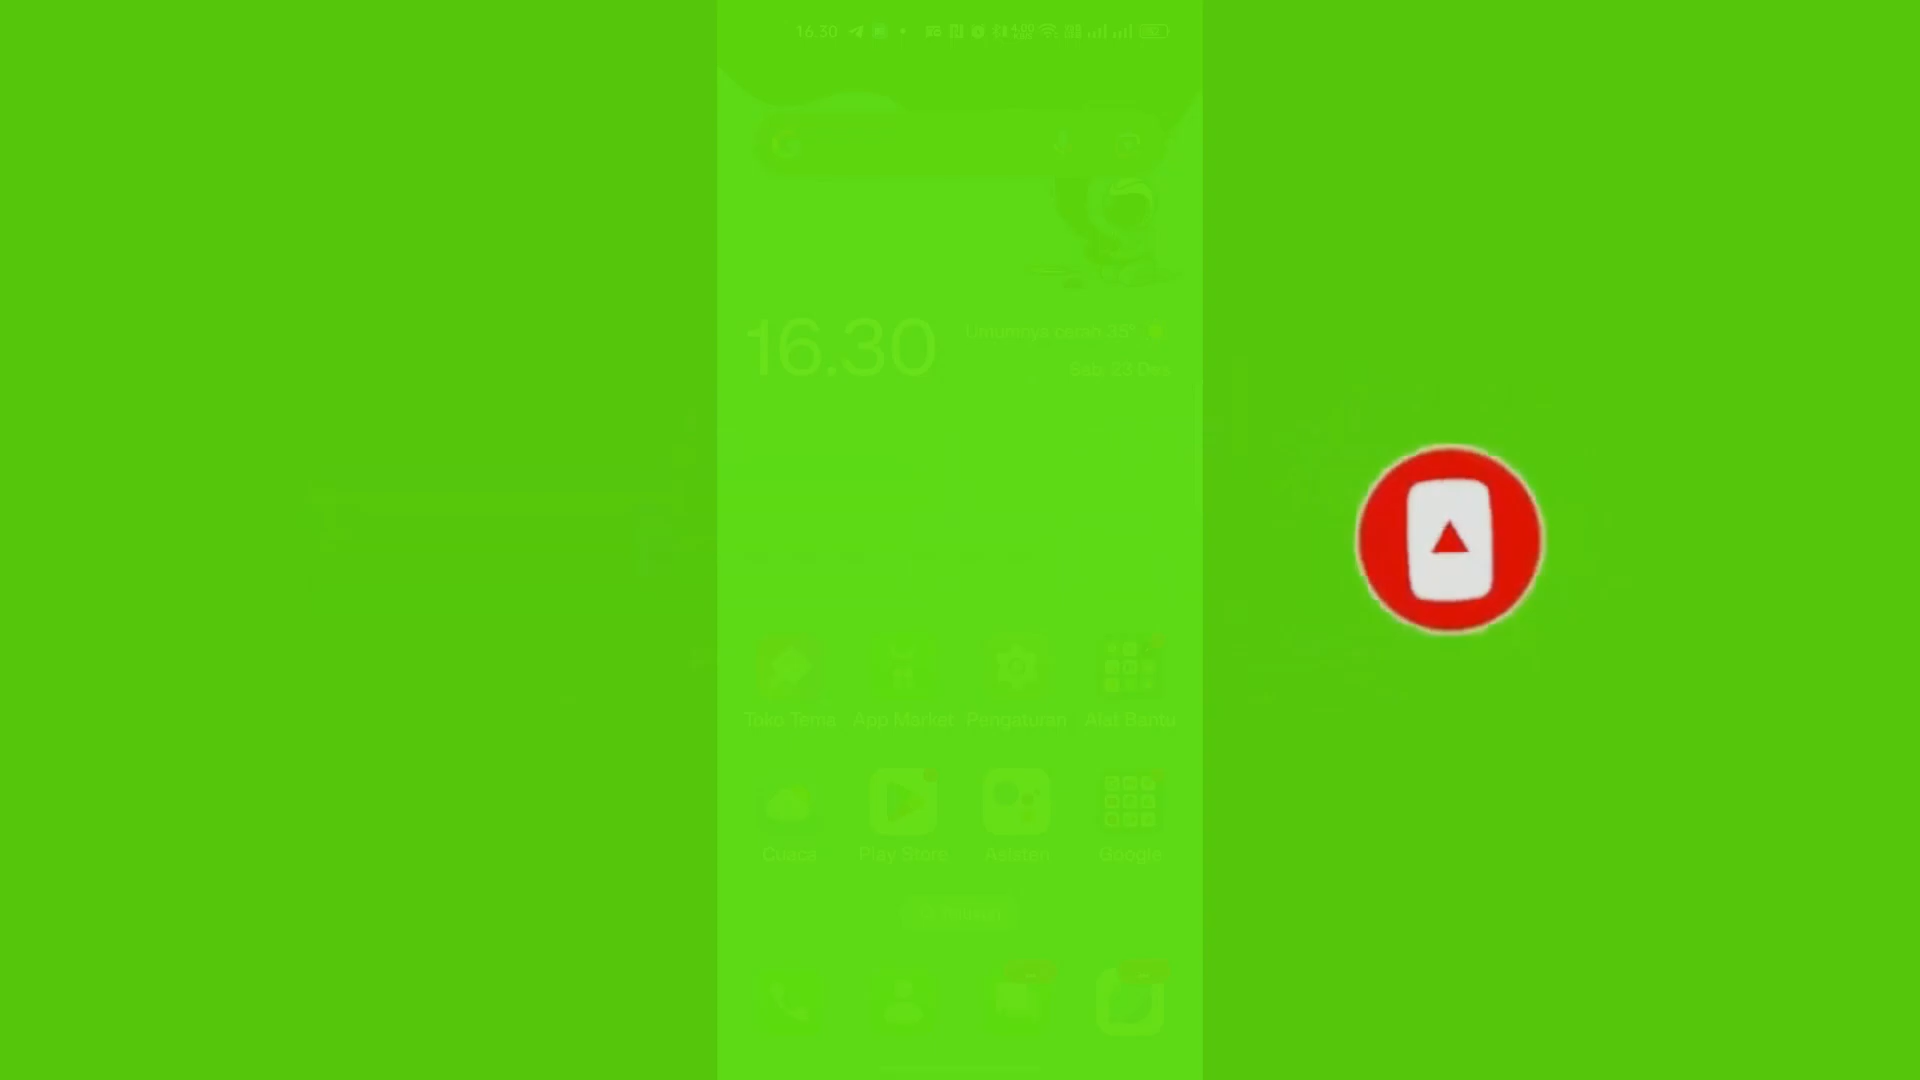 16.30
16.30
Umumnya cerah 35°
Sab, 23 Des
Toko Tema App Market Pengaturan Alat Bantu
Cuaca Play Store Asisten Google